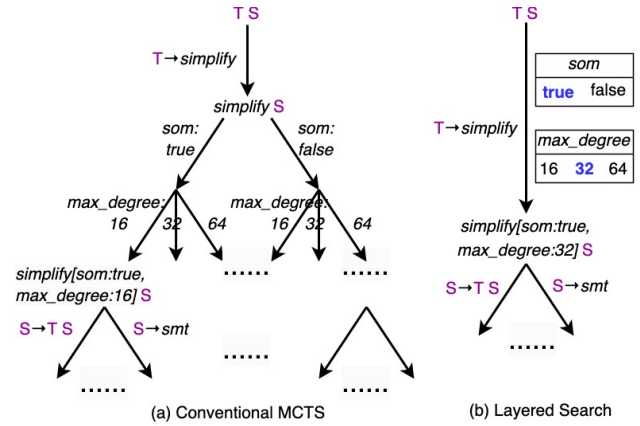 T S
T→simplify
simplify S
som:
true
som:
false
max_degree:
16 32 64
max_degree:
16 32 64
......
......
simplify[som:true,
max_degree:16] S
S→T S
S→smt
......
......
......
(a) Conventional MCTS
T S
som
true false
T→simplify
max_degree
16 32 64
simplify[som:true,
max_degree:32] S
S→T S
S→smt
......
(b) Layered Search